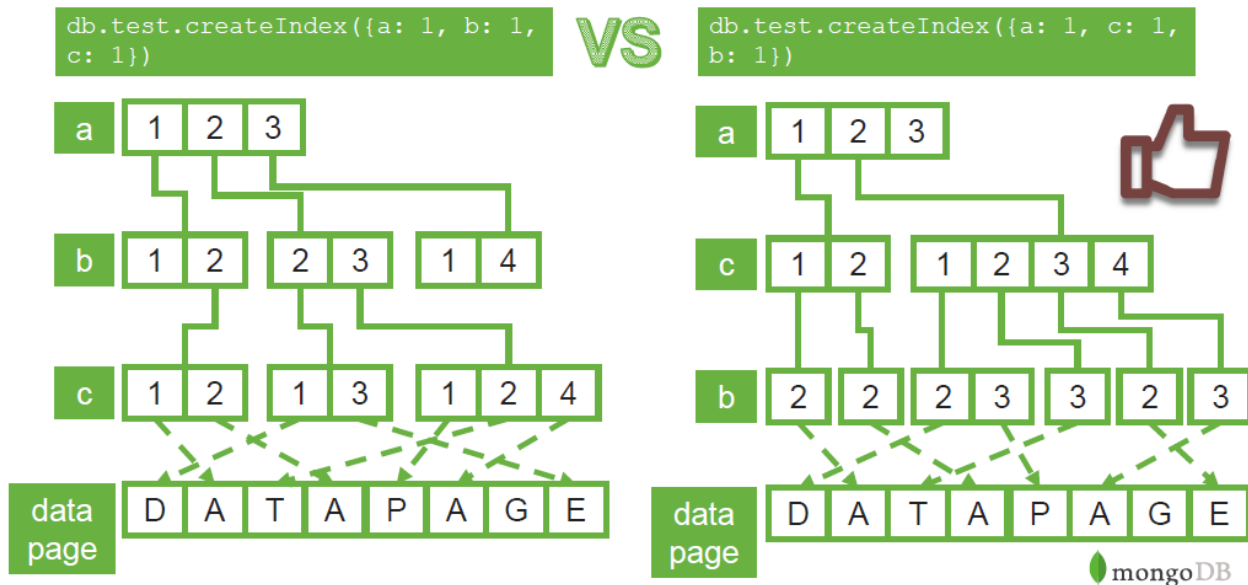 db.test.createIndex({a: 1, b: 1,
c: 1})
VS
db.test.createIndex({a: 1, c: 1,
b: 1})
a
1 2 3
b
1 2 2 3 1 4
c
1 2 1 3 1 2 4
data
page
D A T A P A G E
a
1 2 3
c
1 2 1 2 3 4
b
2 2 2 3 3 2 3
data
page
D A T A P A G E
mongoDB